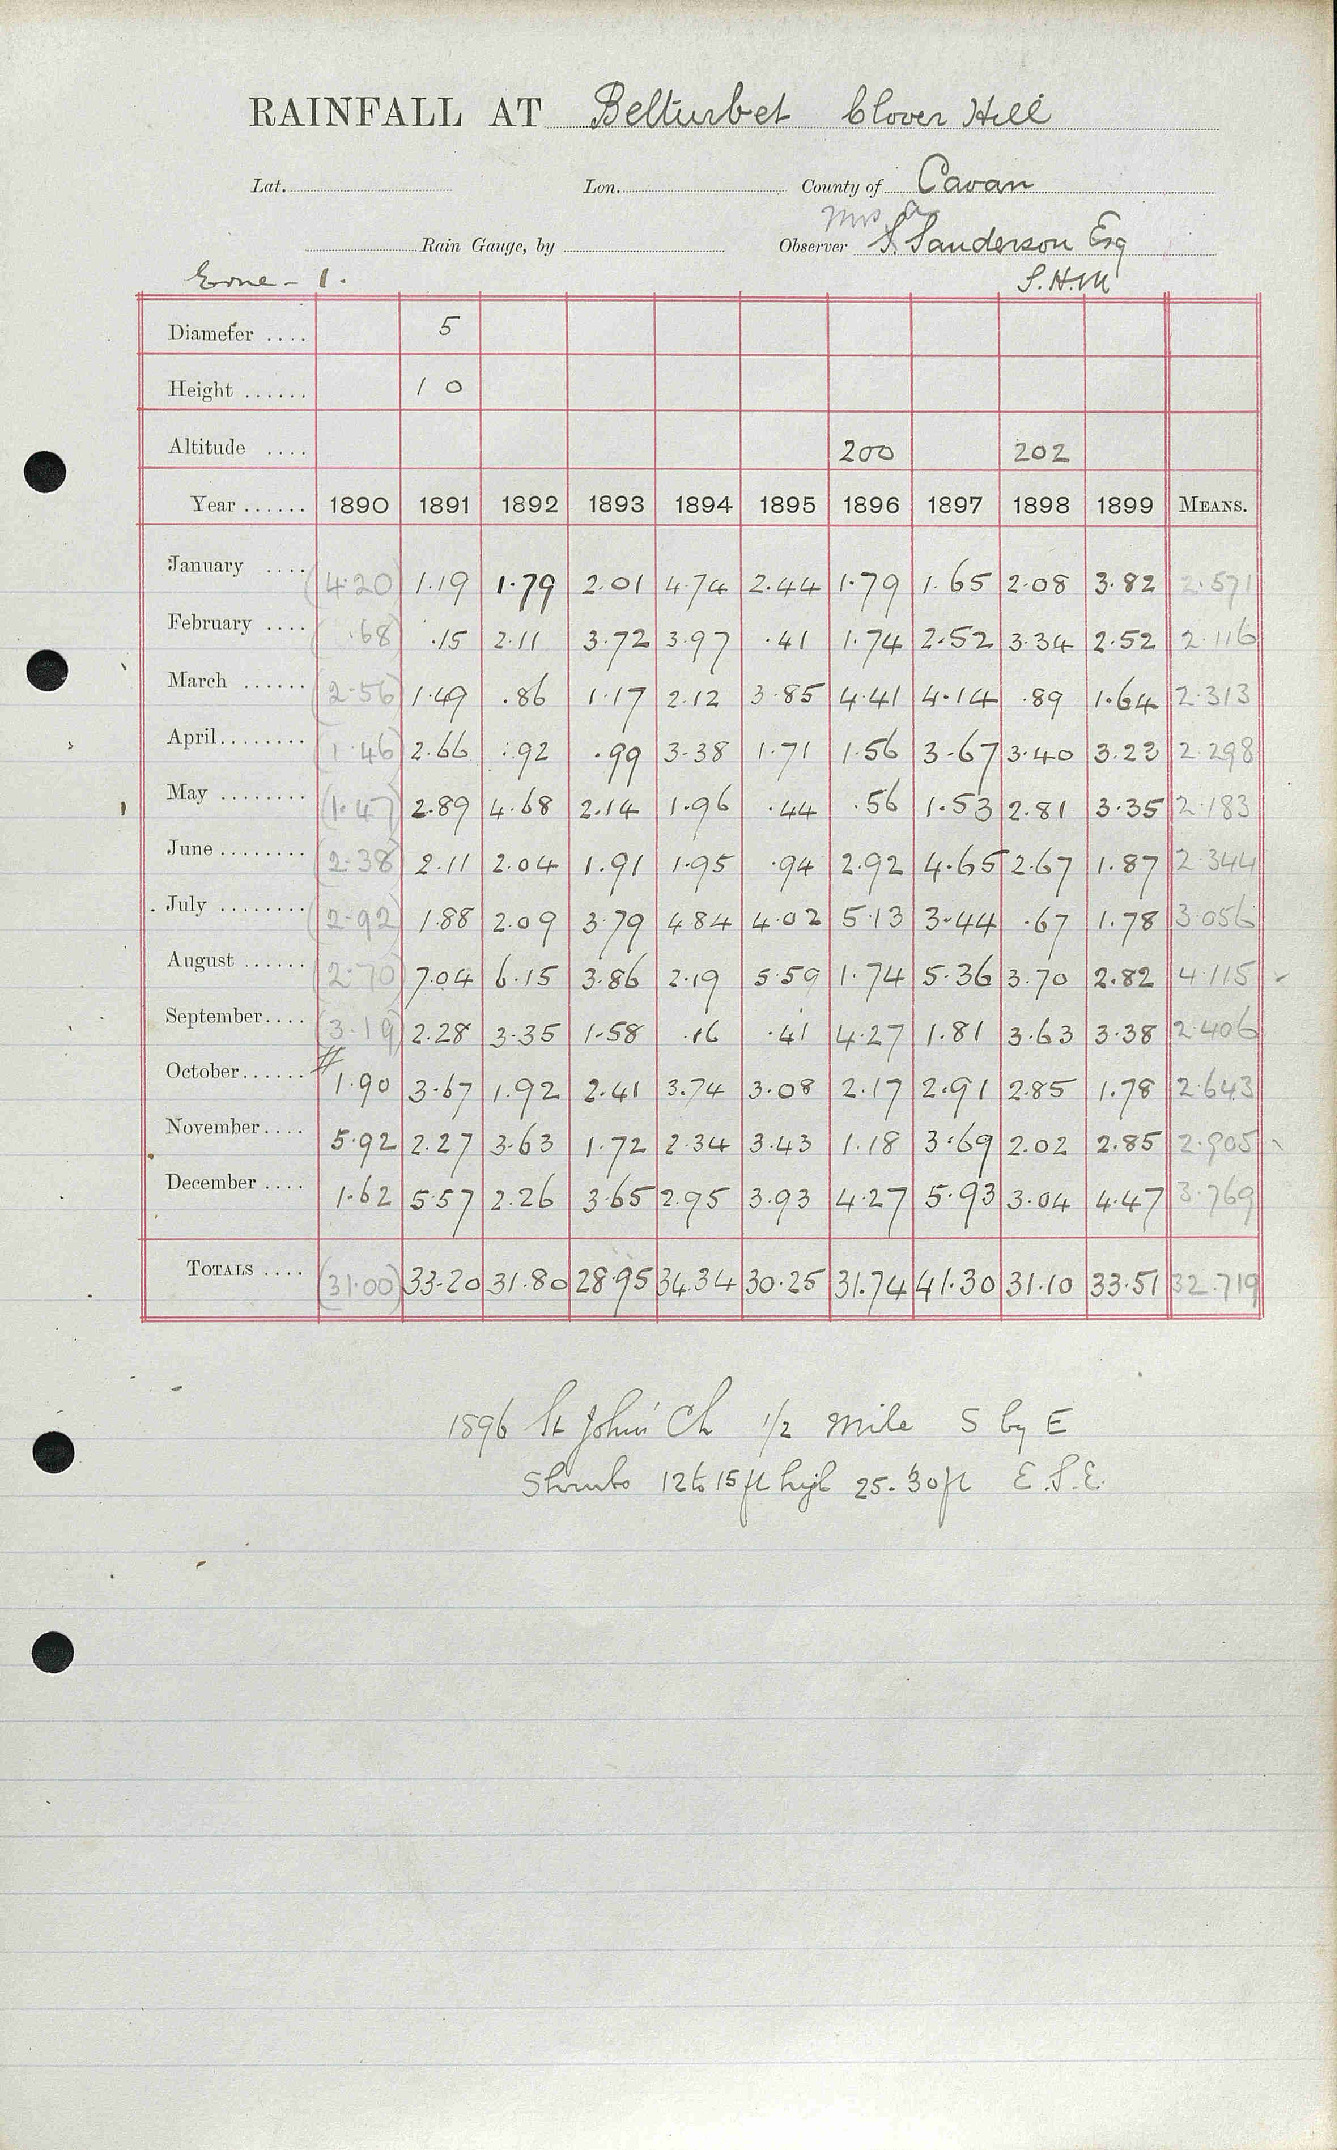 RAINFALL AT Belturbet Clover Hill
Lat. Lon. County of Cavan
Mrs a
Rain Gauge, by Observer S. Sanderson Esq
Erne - 1. S.H.M
Diameter .... 5
Height ...... 1 0
Altitude .... 200 202
Year ...... 1890 1891 1892 1893 1894 1895 1896 1897 1898 1899 MEANS.
January .... (4.20) 1.19 1.79 2.01 4.74 2.44 1.79 1.65 2.08 3.82 2.571
February .... (.68) .15 2.11 3.72 3.97 .41 1.74 2.52 3.34 2.52 2.116
March ...... (2.56) 1.49 .86 1.17 2.12 3.85 4.41 4.14 .89 1.64 2.313
April........ (1.46) 2.66 .92 .99 3.38 1.71 1.56 3.67 3.40 3.23 2.298
May ........ (1.47) 2.89 4.68 2.14 1.96 .44 .56 1.53 2.81 3.35 2.183
June ........ (2.38) 2.11 2.04 1.91 1.95 .94 2.92 4.65 2.67 1.87 2.344
July ........ (2.92) 1.88 2.09 3.79 4.84 4.02 5.13 3.44 .67 1.78 3.056
August ...... (2.70) 7.04 6.15 3.86 2.19 5.59 1.74 5.36 3.70 2.82 4.115
September.... (3.19) 2.28 3.35 1.58 .16 .41 4.27 1.81 3.63 3.38 2.406
October...... # 1.90 3.67 1.92 2.41 3.74 3.08 2.17 2.91 2.85 1.78 2.643
November.... 5.92 2.27 3.63 1.72 2.34 3.43 1.18 3.69 2.02 2.85 2.905
December .... 1.62 5.57 2.26 3.65 2.95 3.93 4.27 5.93 3.04 4.47 3.769
TOTALS .... (31.00) 33.20 31.80 28.95 34.34 30.25 31.74 41.30 31.10 33.51 32.719
1896 St John's Ch 1/2 mile S by E
Shrubs 12 to 15 ft high 25.30 ft E.S.E.